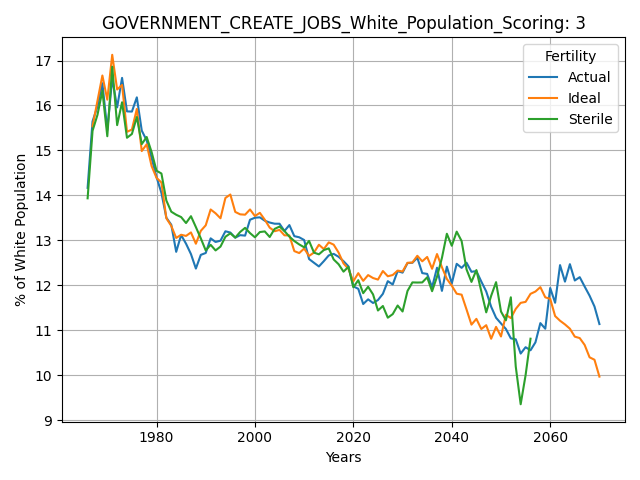 GOVERNMENT_CREATE_JOBS_White_Population_Scoring: 3
Fertility
Actual
Ideal
Sterile
% of White Population
17
16
15
14
13
12
11
10
9
1980 2000 2020 2040 2060
Years